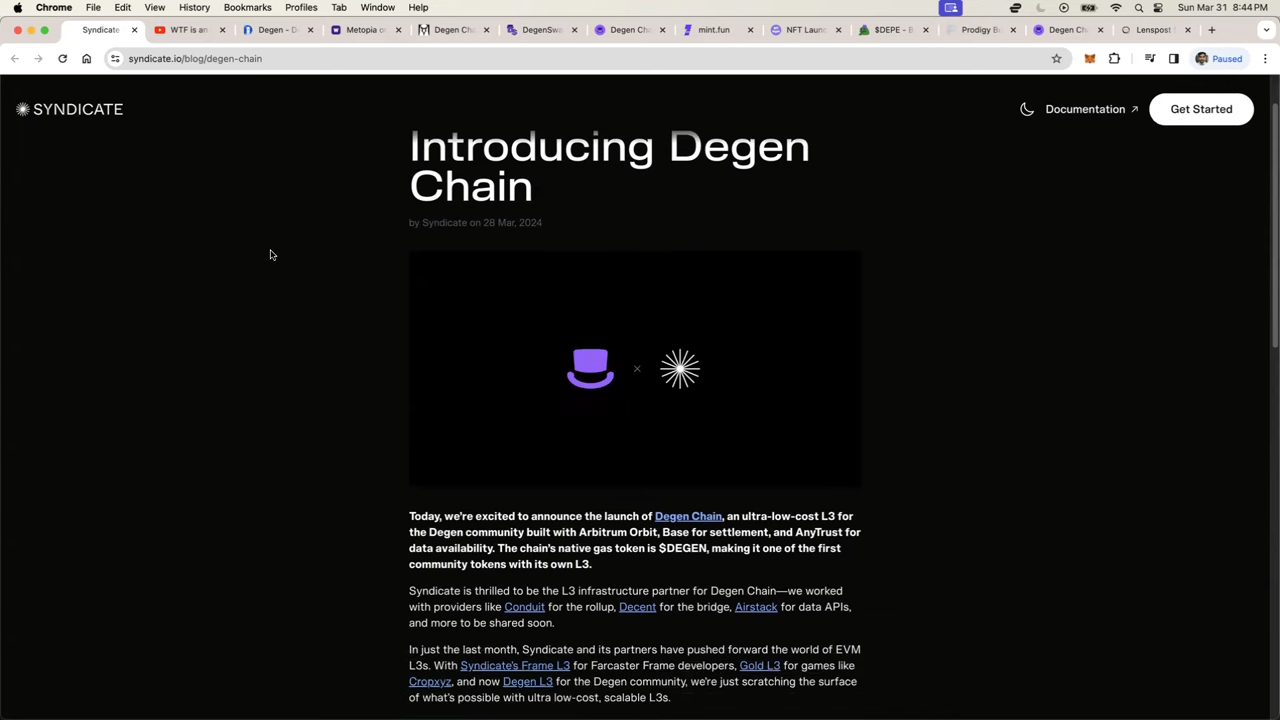 Chrome File Edit View History Bookmarks Profiles Tab Window Help Sun Mar 31 8:44 PM
Syndicate WTF is an Degen - D Metopia o Degen Ch DegenSwa Degen Ch mint.fun NFT Launc $DEPE - B Prodigy B Degen Ch Lenspost
syndicate.io/blog/degen-chain Paused
SYNDICATE Documentation ↗ Get Started
Introducing Degen
Chain
by Syndicate on 28 Mar, 2024
×
Today, we're excited to announce the launch of Degen Chain, an ultra-low-cost L3 for
the Degen community built with Arbitrum Orbit, Base for settlement, and AnyTrust for
data availability. The chain's native gas token is $DEGEN, making it one of the first
community tokens with its own L3.
Syndicate is thrilled to be the L3 infrastructure partner for Degen Chain—we worked
with providers like Conduit for the rollup, Decent for the bridge, Airstack for data APIs,
and more to be shared soon.
In just the last month, Syndicate and its partners have pushed forward the world of EVM
L3s. With Syndicate's Frame L3 for Farcaster Frame developers, Gold L3 for games like
Cropxyz, and now Degen L3 for the Degen community, we're just scratching the surface
of what's possible with ultra low-cost, scalable L3s.